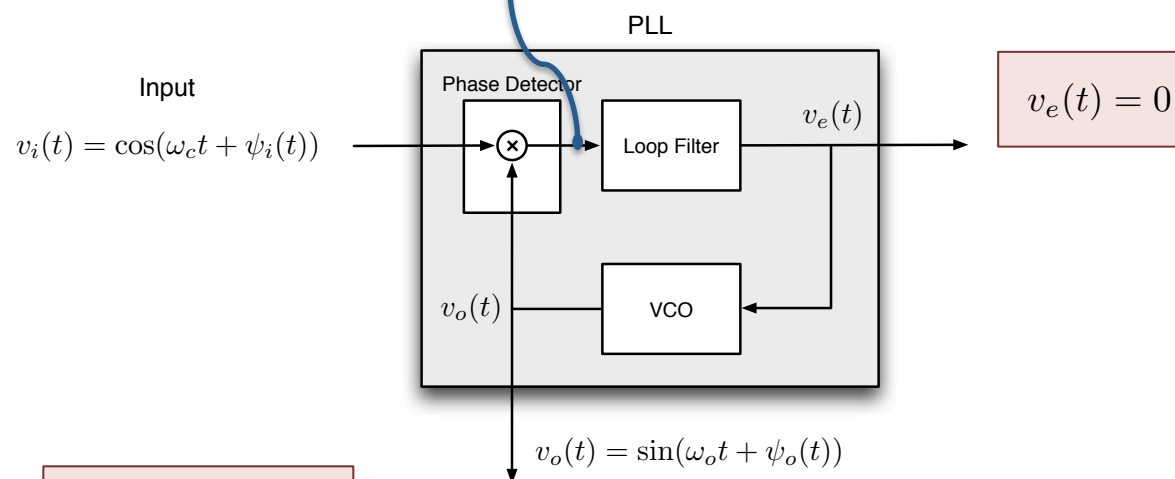 PLL
Input
Phase Detector
v_i(t) = cos(ω_c t + ψ_i(t))
×
Loop Filter
v_e(t)
v_e(t) = 0
v_o(t)
VCO
v_o(t) = sin(ω_o t + ψ_o(t))